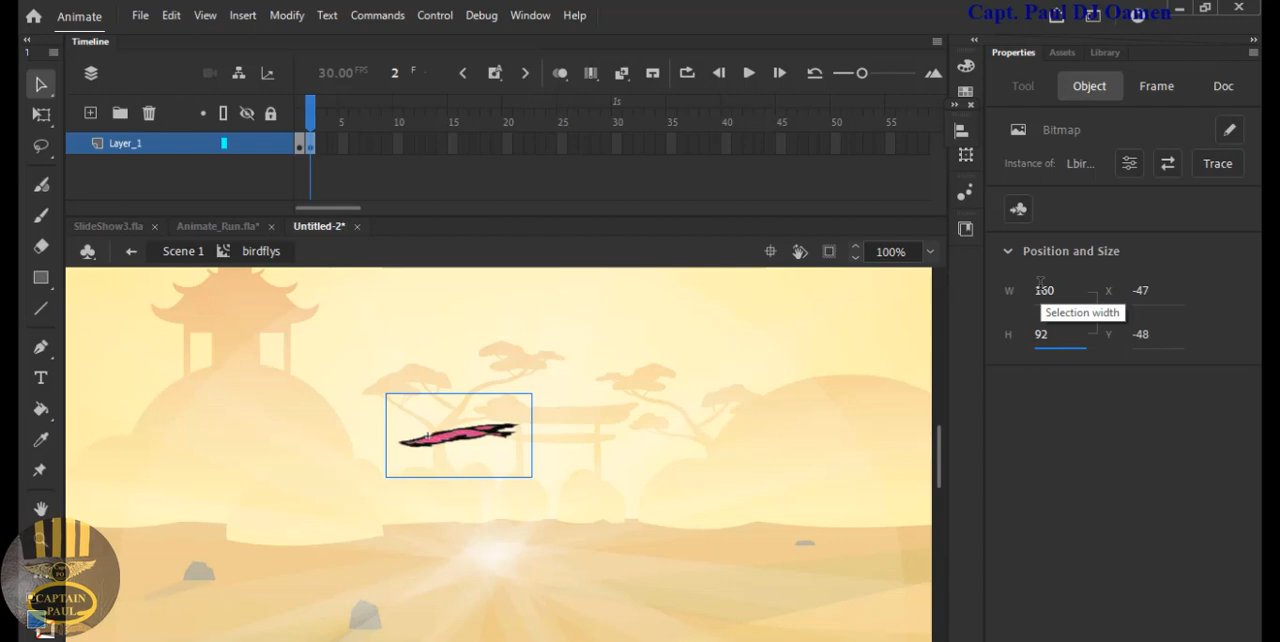 Animate File Edit View Insert Modify Text Commands Control Debug Window Help
Capt. Paul DJ Oamen
Timeline
1
30.00 FPS 2 F
1s
5 10 15 20 25 30 35 40 45 50 55
Layer_1
SlideShow3.fla Animate_Run.fla* Untitled-2*
Scene 1 birdflys 100%
Properties Assets Library
Tool Object Frame Doc
Bitmap
Instance of: Lbir... Trace
Position and Size
W 160 X -47
Selection width
H 92 Y -48
CAPTAIN
PAUL